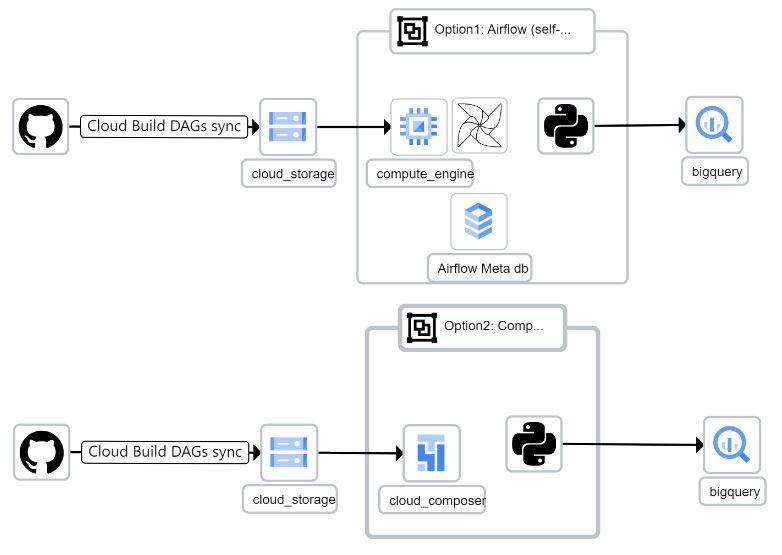 Option1: Airflow (self-...
Cloud Build DAGs sync
cloud_storage
compute_engine
bigquery
Airflow Meta db
Option2: Comp...
Cloud Build DAGs sync
cloud_storage
cloud_composer
bigquery